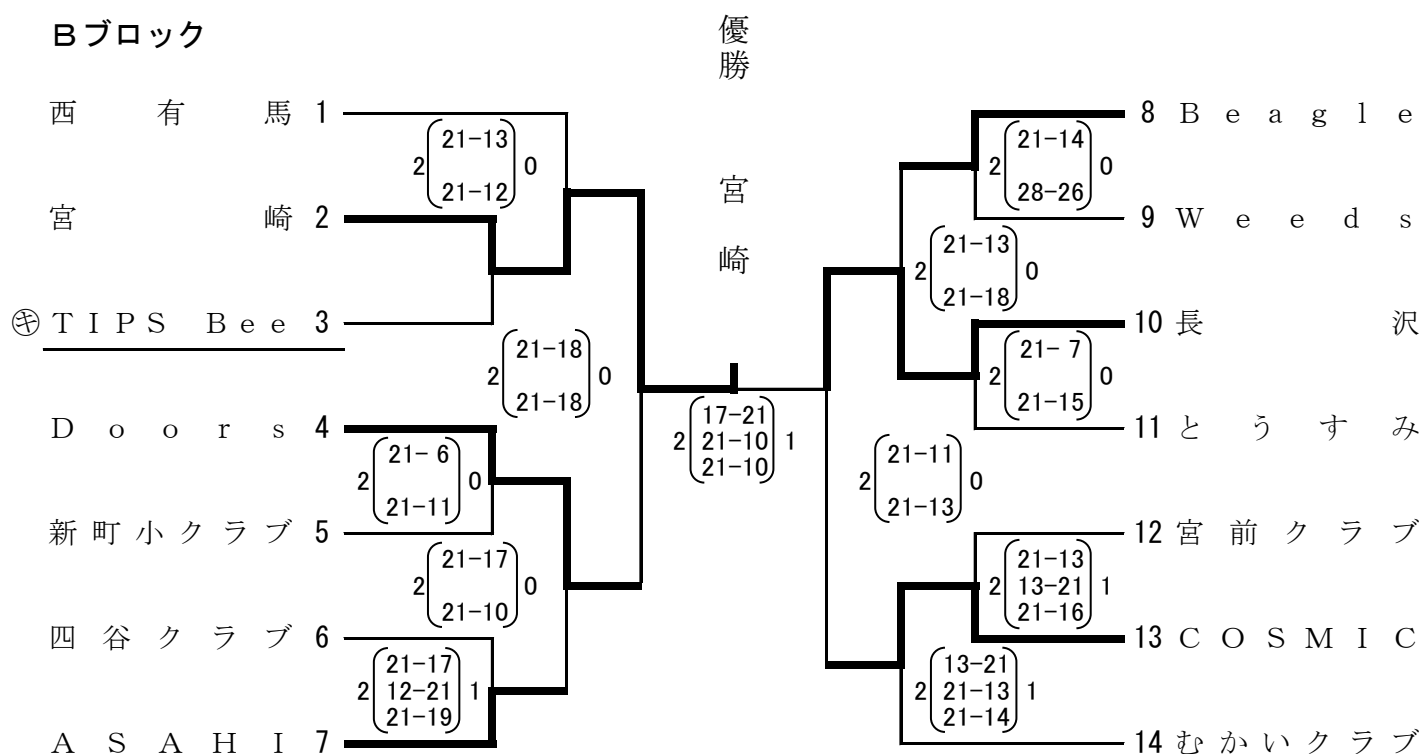 Bブロック
優勝 宮崎
西有馬 1
2 (21-13 21-12) 0
宮崎 2
㋖TIPS Bee 3
2 (21-18 21-18) 0
Doors 4
2 (21- 6 21-11) 0
新町小クラブ 5
2 (21-17 21-10) 0
四谷クラブ 6
2 (21-17 12-21 21-19) 1
ASAHI 7
2 (17-21 21-10 21-10) 1
8 Beagle
2 (21-14 28-26) 0
9 Weeds
2 (21-13 21-18) 0
10 長沢
2 (21- 7 21-15) 0
11 とうすみ
2 (21-11 21-13) 0
12 宮前クラブ
2 (21-13 13-21 21-16) 1
13 COSMIC
2 (13-21 21-13 21-14) 1
14 むかいクラブ